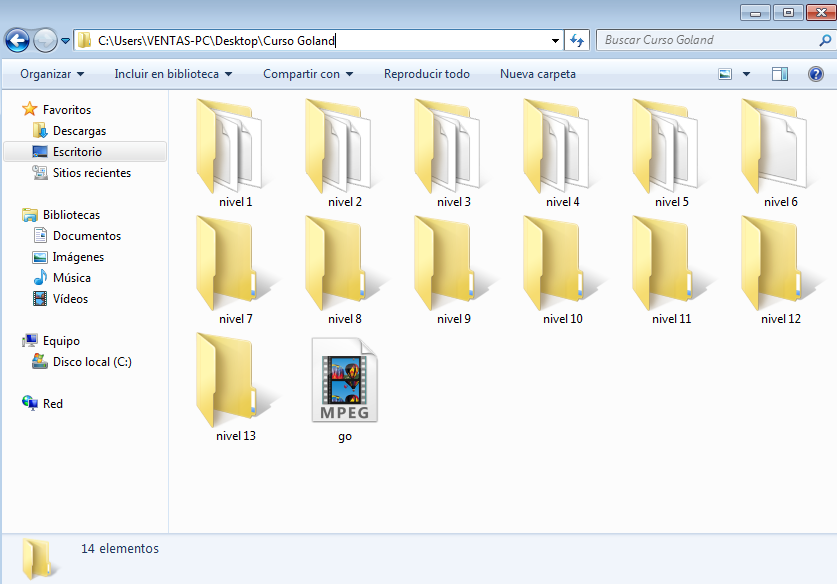 C:\Users\VENTAS-PC\Desktop\Curso Goland
Buscar Curso Goland
Organizar
Incluir en biblioteca
Compartir con
Reproducir todo
Nueva carpeta
Favoritos
Descargas
Escritorio
Sitios recientes
Bibliotecas
Documentos
Imágenes
Música
Vídeos
Equipo
Disco local (C:)
Red
nivel 1
nivel 2
nivel 3
nivel 4
nivel 5
nivel 6
nivel 7
nivel 8
nivel 9
nivel 10
nivel 11
nivel 12
nivel 13
MPEG
go
14 elementos